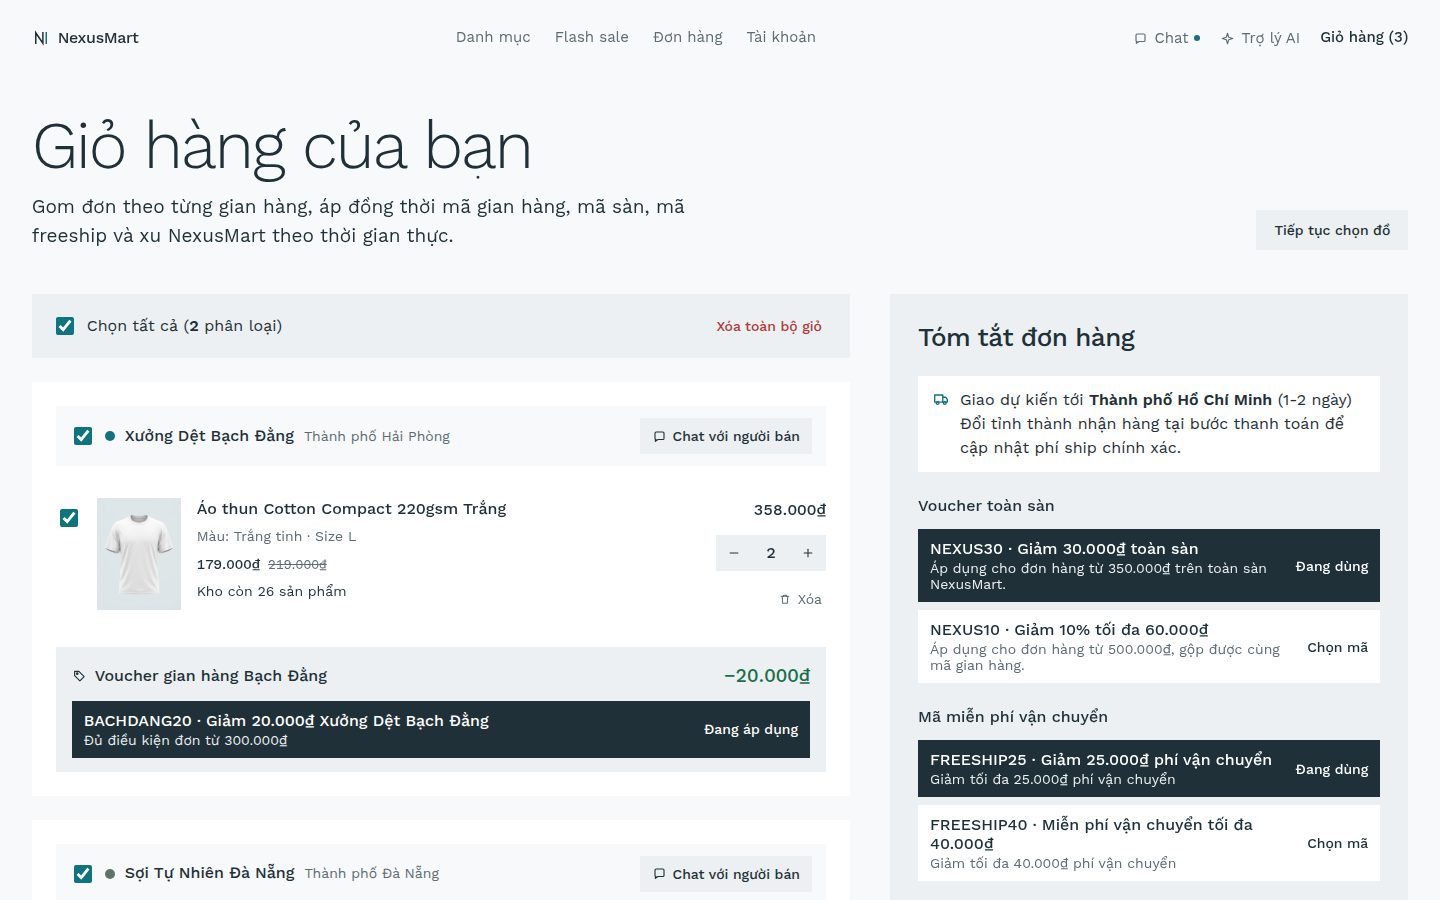 NexusMart
Danh mục
Flash sale
Đơn hàng
Tài khoản
Chat
Trợ lý AI
Giỏ hàng (3)
Giỏ hàng của bạn
Gom đơn theo từng gian hàng, áp đồng thời mã gian hàng, mã sàn, mã
freeship và xu NexusMart theo thời gian thực.
Tiếp tục chọn đồ
Chọn tất cả (2 phân loại)
Xóa toàn bộ giỏ
Xưởng Dệt Bạch Đằng Thành phố Hải Phòng
Chat với người bán
Áo thun Cotton Compact 220gsm Trắng
Màu: Trắng tinh · Size L
179.000₫ 219.000₫
Kho còn 26 sản phẩm
358.000₫
− 2 +
Xóa
Voucher gian hàng Bạch Đằng
−20.000₫
BACHDANG20 · Giảm 20.000₫ Xưởng Dệt Bạch Đằng
Đủ điều kiện đơn từ 300.000₫
Đang áp dụng
Sợi Tự Nhiên Đà Nẵng Thành phố Đà Nẵng
Chat với người bán
Tóm tắt đơn hàng
Giao dự kiến tới Thành phố Hồ Chí Minh (1-2 ngày)
Đổi tỉnh thành nhận hàng tại bước thanh toán để
cập nhật phí ship chính xác.
Voucher toàn sàn
NEXUS30 · Giảm 30.000₫ toàn sàn
Áp dụng cho đơn hàng từ 350.000₫ trên toàn sàn
NexusMart.
Đang dùng
NEXUS10 · Giảm 10% tối đa 60.000₫
Áp dụng cho đơn hàng từ 500.000₫, gộp được cùng
mã gian hàng.
Chọn mã
Mã miễn phí vận chuyển
FREESHIP25 · Giảm 25.000₫ phí vận chuyển
Giảm tối đa 25.000₫ phí vận chuyển
Đang dùng
FREESHIP40 · Miễn phí vận chuyển tối đa
40.000₫
Giảm tối đa 40.000₫ phí vận chuyển
Chọn mã